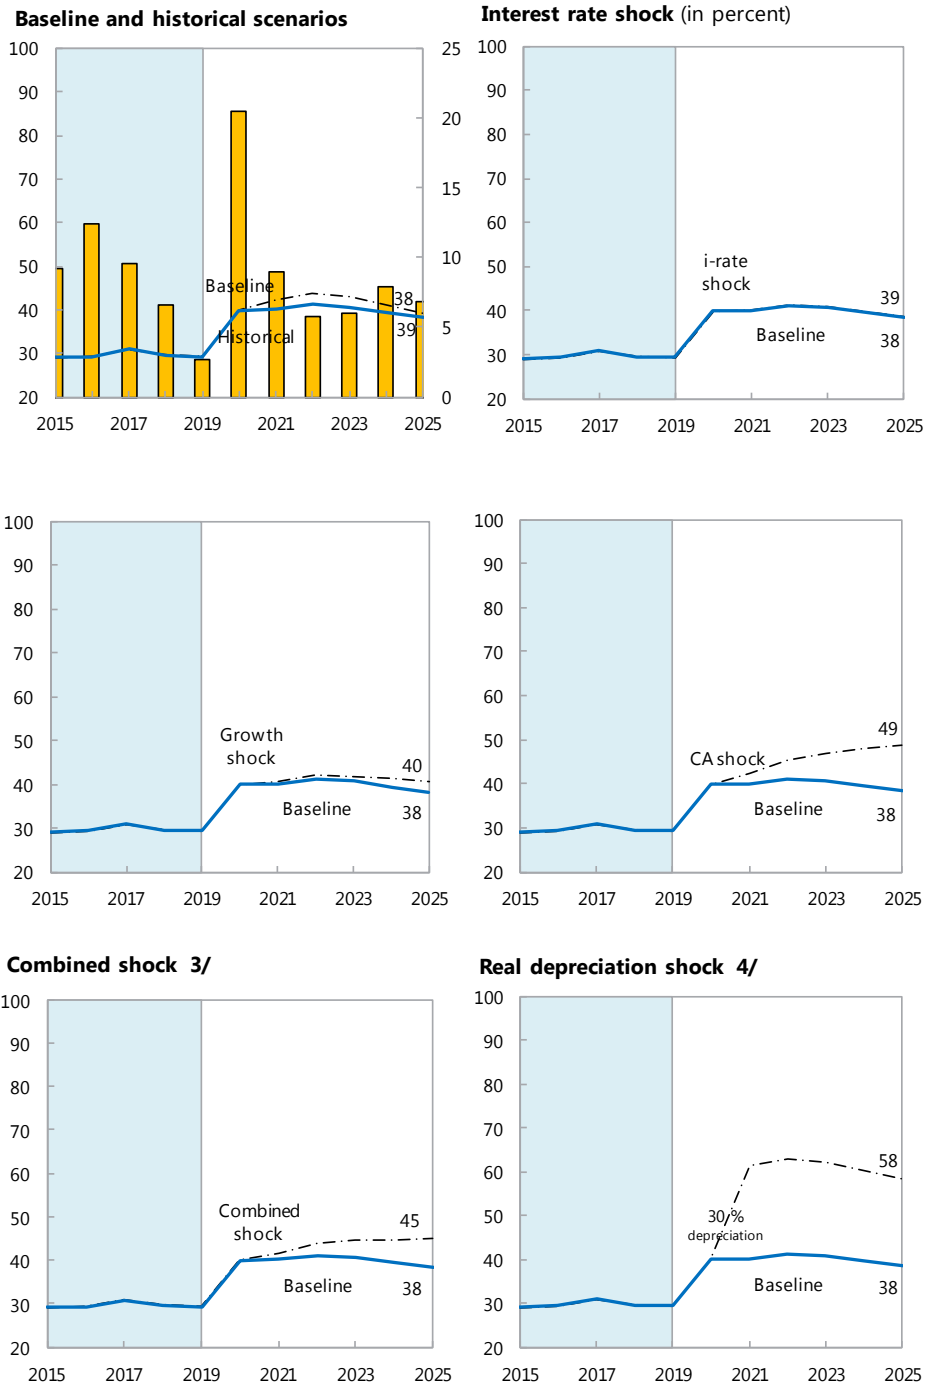 Baseline and historical scenarios
100
90
80
70
60
50
40
30
20
25
20
15
10
5
0
Baseline
Historical
38
39
2015 2017 2019 2021 2023 2025
Interest rate shock (in percent)
100
90
80
70
60
50
40
30
20
i-rate
shock
Baseline
39
38
2015 2017 2019 2021 2023 2025
100
90
80
70
60
50
40
30
20
Growth
shock
Baseline
40
38
2015 2017 2019 2021 2023 2025
100
90
80
70
60
50
40
30
20
CA shock
Baseline
49
38
2015 2017 2019 2021 2023 2025
Combined shock 3/
100
90
80
70
60
50
40
30
20
Combined
shock
Baseline
45
38
2015 2017 2019 2021 2023 2025
Real depreciation shock 4/
100
90
80
70
60
50
40
30
20
30 %
depreciation
Baseline
58
38
2015 2017 2019 2021 2023 2025